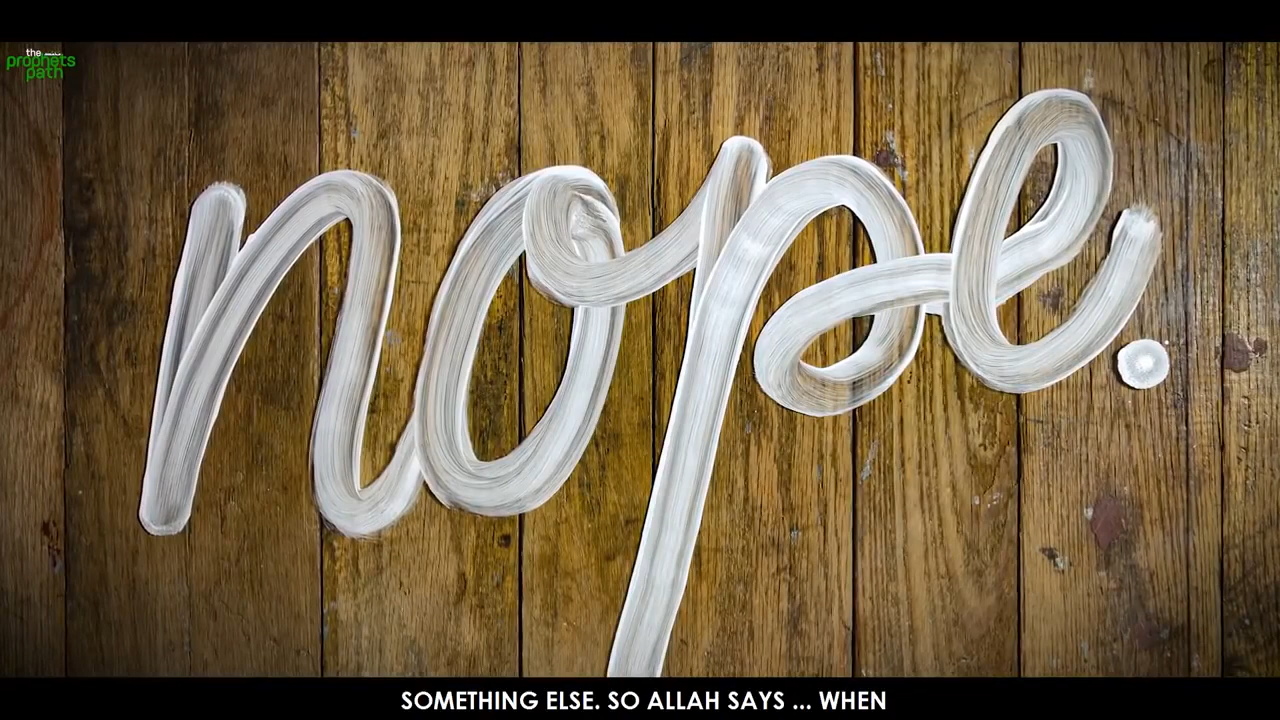 the
prophets
path
nope.
SOMETHING ELSE. SO ALLAH SAYS ... WHEN